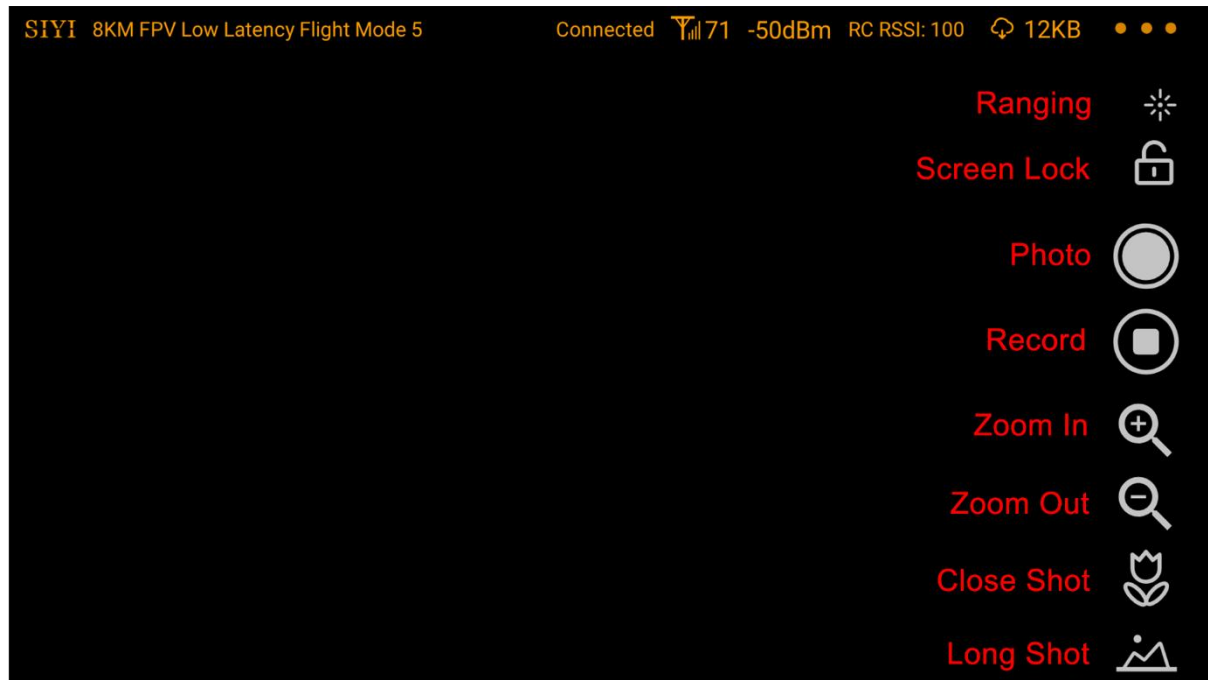 SIYI 8KM FPV Low Latency Flight Mode 5 Connected 71 -50dBm RC RSSI: 100 12KB
Ranging
Screen Lock
Photo
Record
Zoom In
Zoom Out
Close Shot
Long Shot